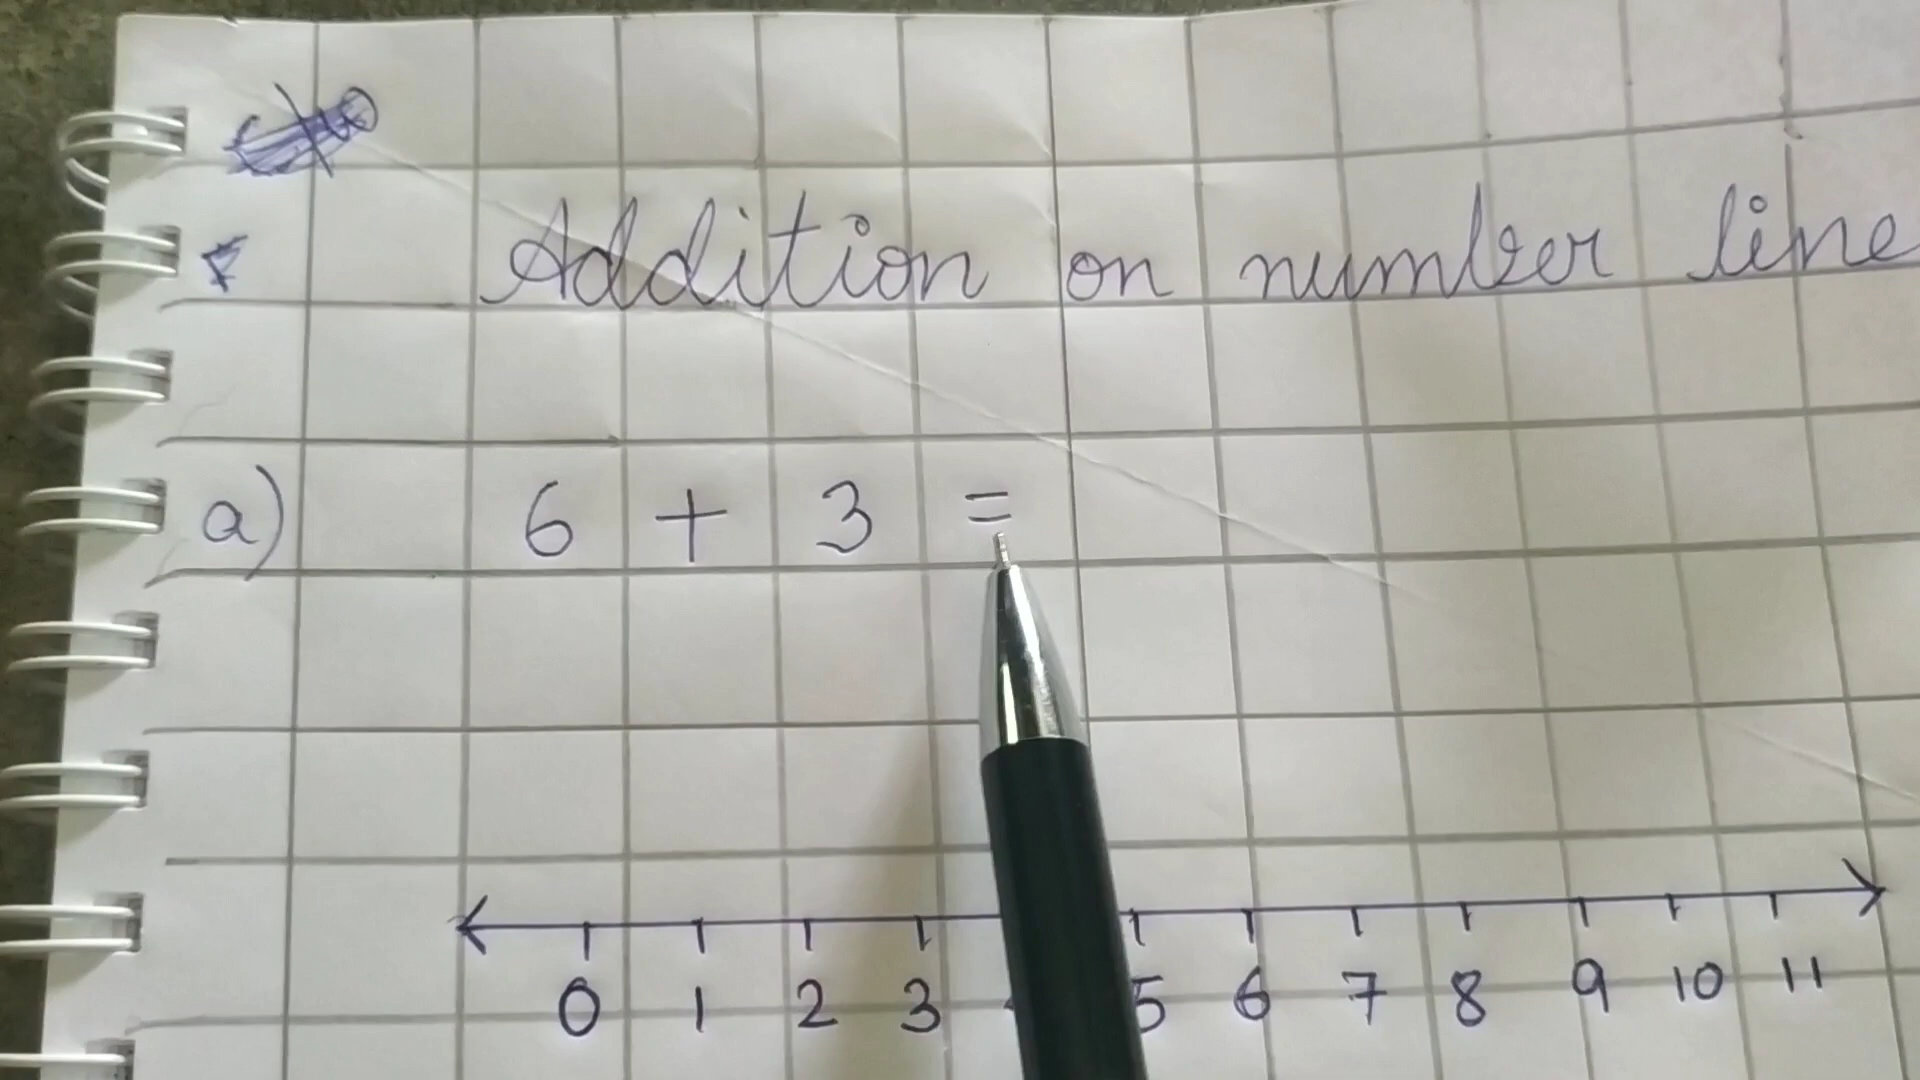 Addition on number line
a) 6 + 3 =
0 1 2 3 5 6 7 8 9 10 11